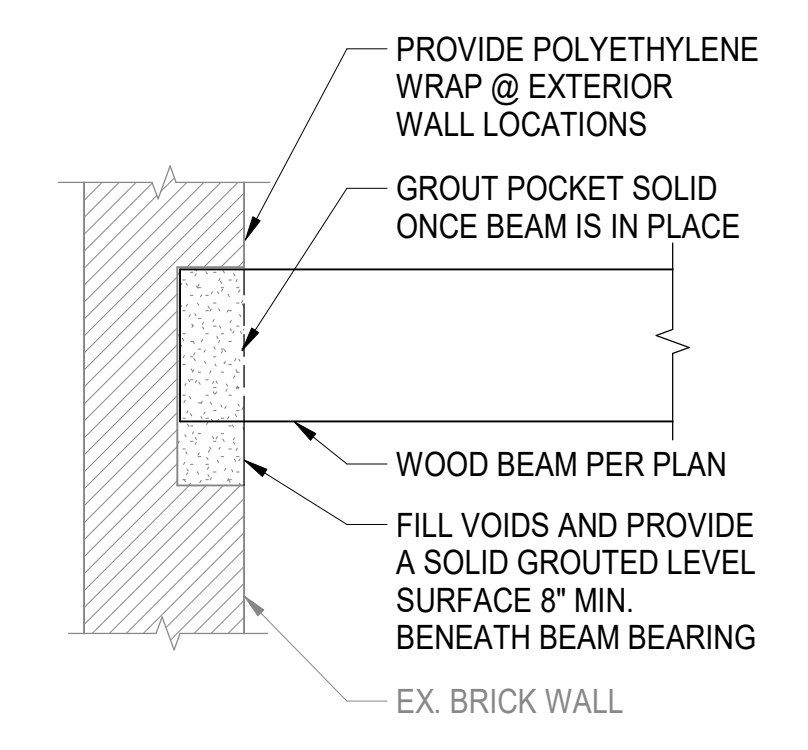 PROVIDE POLYETHYLENE
WRAP @ EXTERIOR
WALL LOCATIONS
GROUT POCKET SOLID
ONCE BEAM IS IN PLACE
WOOD BEAM PER PLAN
FILL VOIDS AND PROVIDE
A SOLID GROUTED LEVEL
SURFACE 8" MIN.
BENEATH BEAM BEARING
EX. BRICK WALL